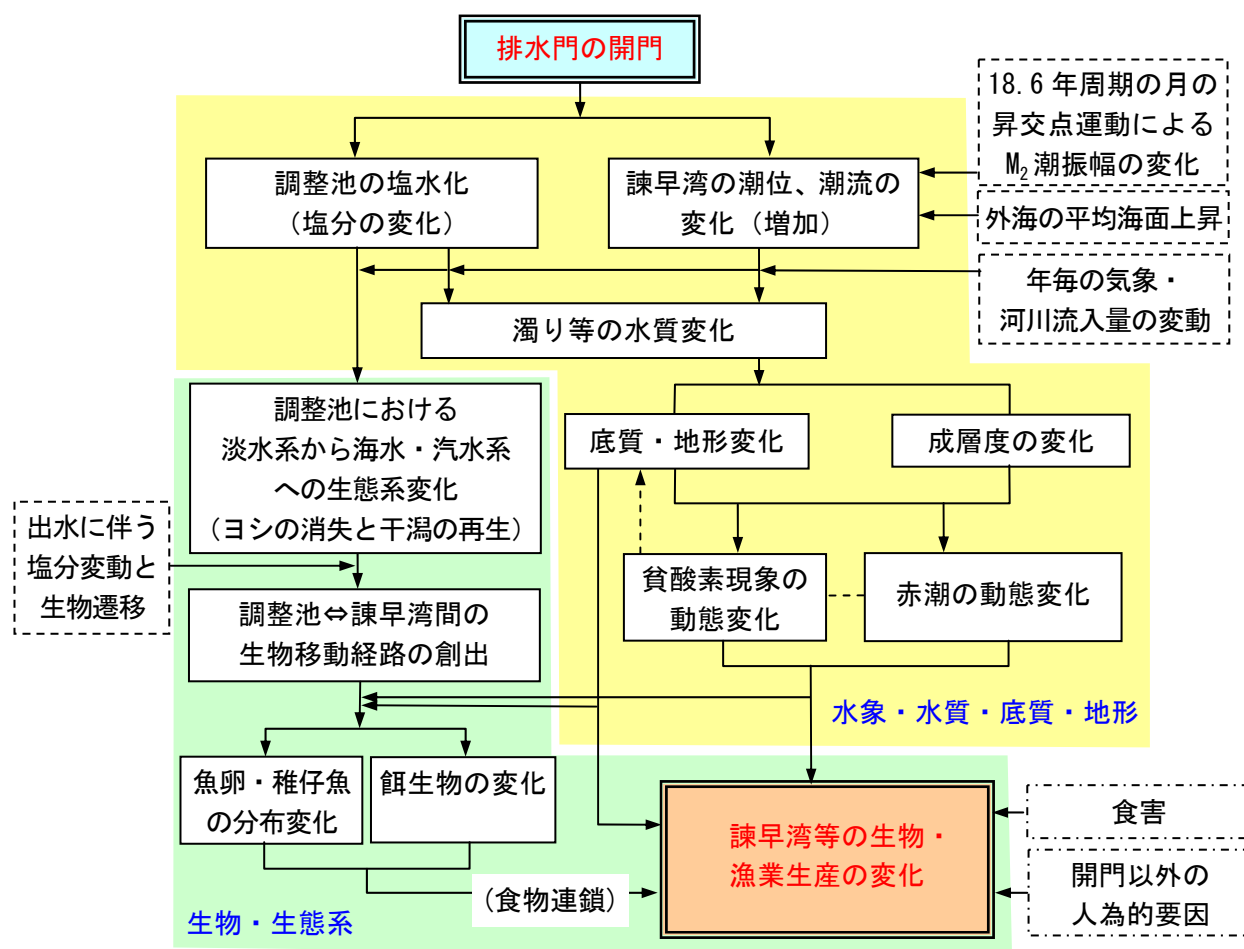 排水門の開門
18.6年周期の月の
昇交点運動による
M₂潮振幅の変化
調整池の塩水化
(塩分の変化)
諫早湾の潮位、潮流の
変化(増加)
外海の平均海面上昇
年毎の気象・
河川流入量の変動
濁り等の水質変化
調整池における
淡水系から海水・汽水系
への生態系変化
(ヨシの消失と干潟の再生)
底質・地形変化
成層度の変化
出水に伴う
塩分変動と
生物遷移
貧酸素現象の
動態変化
赤潮の動態変化
調整池⇔諫早湾間の
生物移動経路の創出
水象・水質・底質・地形
魚卵・稚仔魚
の分布変化
餌生物の変化
諫早湾等の生物・
漁業生産の変化
食害
開門以外の
人為的要因
(食物連鎖)
生物・生態系